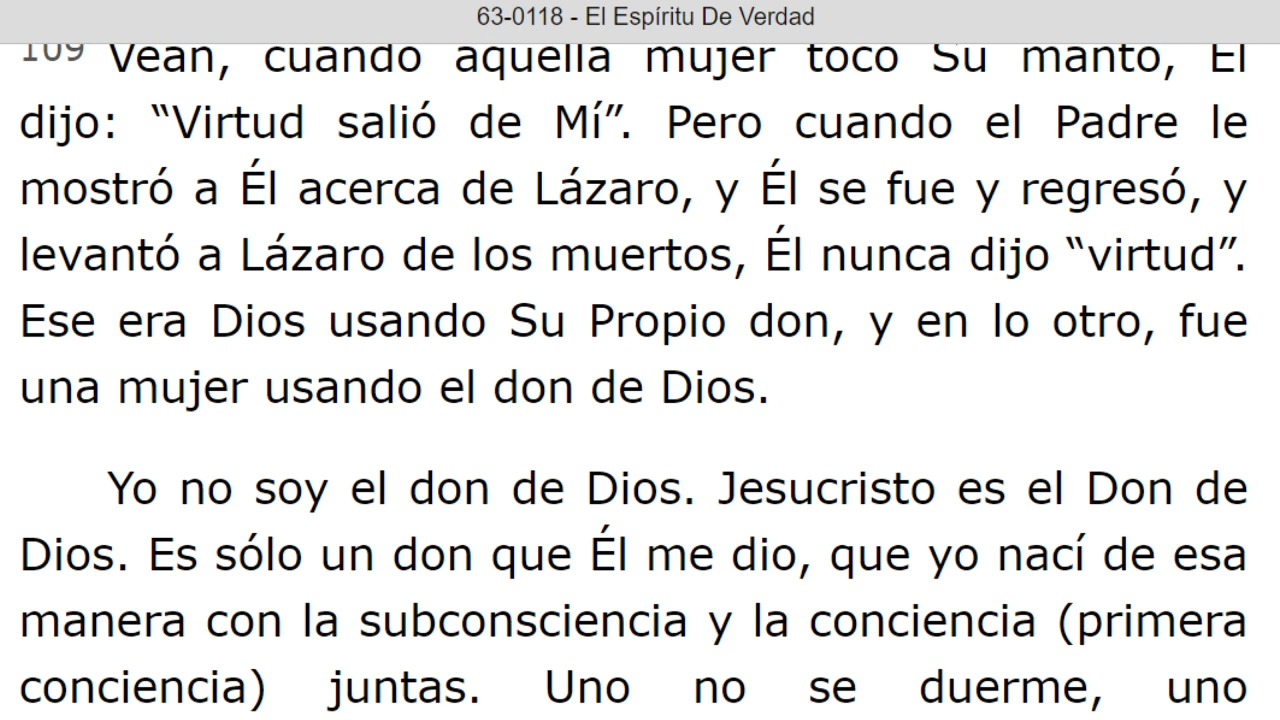 63-0118 - El Espíritu De Verdad
109 Vean, cuando aquella mujer tocó Su manto, Él
dijo: “Virtud salió de Mí”. Pero cuando el Padre le
mostró a Él acerca de Lázaro, y Él se fue y regresó, y
levantó a Lázaro de los muertos, Él nunca dijo “virtud”.
Ese era Dios usando Su Propio don, y en lo otro, fue
una mujer usando el don de Dios.
Yo no soy el don de Dios. Jesucristo es el Don de
Dios. Es sólo un don que Él me dio, que yo nací de esa
manera con la subconsciencia y la conciencia (primera
conciencia) juntas. Uno no se duerme, uno